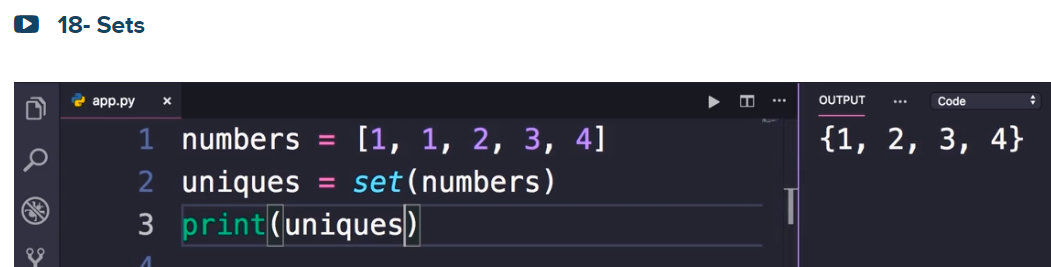 18- Sets
app.py × ... OUTPUT ... Code
1 numbers = [1, 1, 2, 3, 4]
2 uniques = set(numbers)
3 print(uniques)
4
{1, 2, 3, 4}